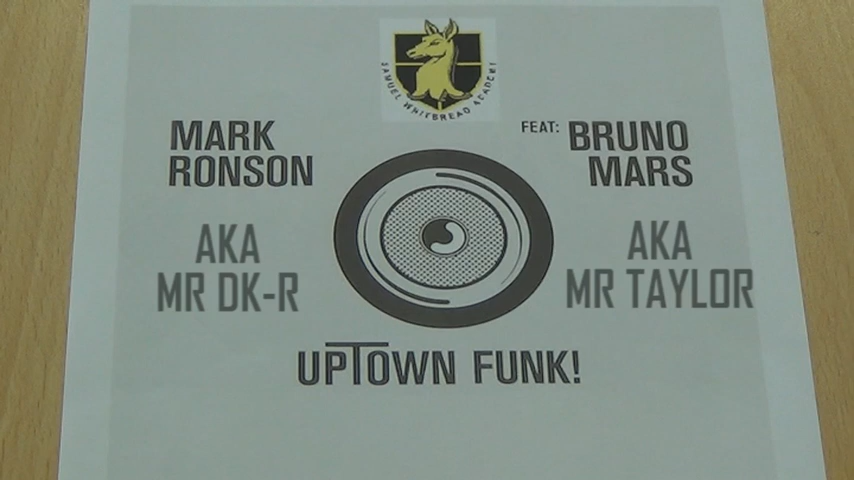 SAMUEL WHITBREAD ACADEMY
MARK
RONSON
FEAT: BRUNO
MARS
AKA
MR DK-R
AKA
MR TAYLOR
UPTOWN FUNK!